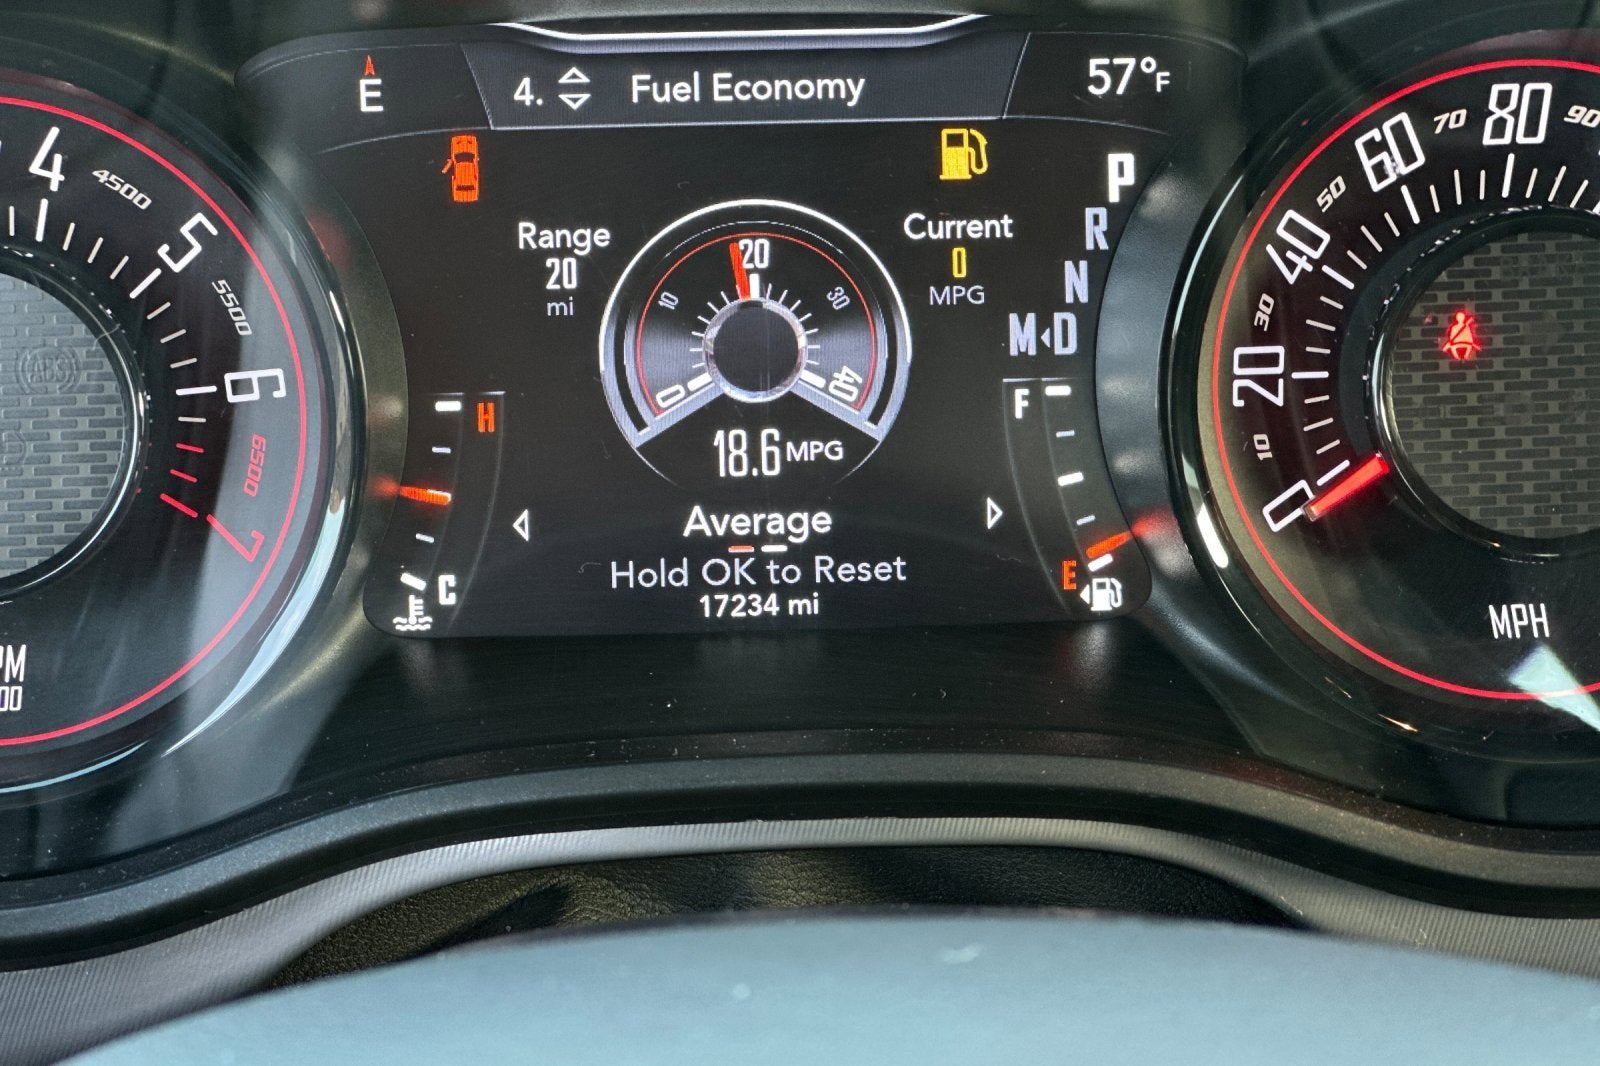 E
4. Fuel Economy
57°F
Range
20
mi
Current
0
MPG
P
R
N
M D
0
10
20
30
40
18.6 MPG
Average
Hold OK to Reset
17234 mi
H
C
F
E
4
4500
5
5500
6
6500
7
0
10
20
30
40
50
60
70
80
90
MPH